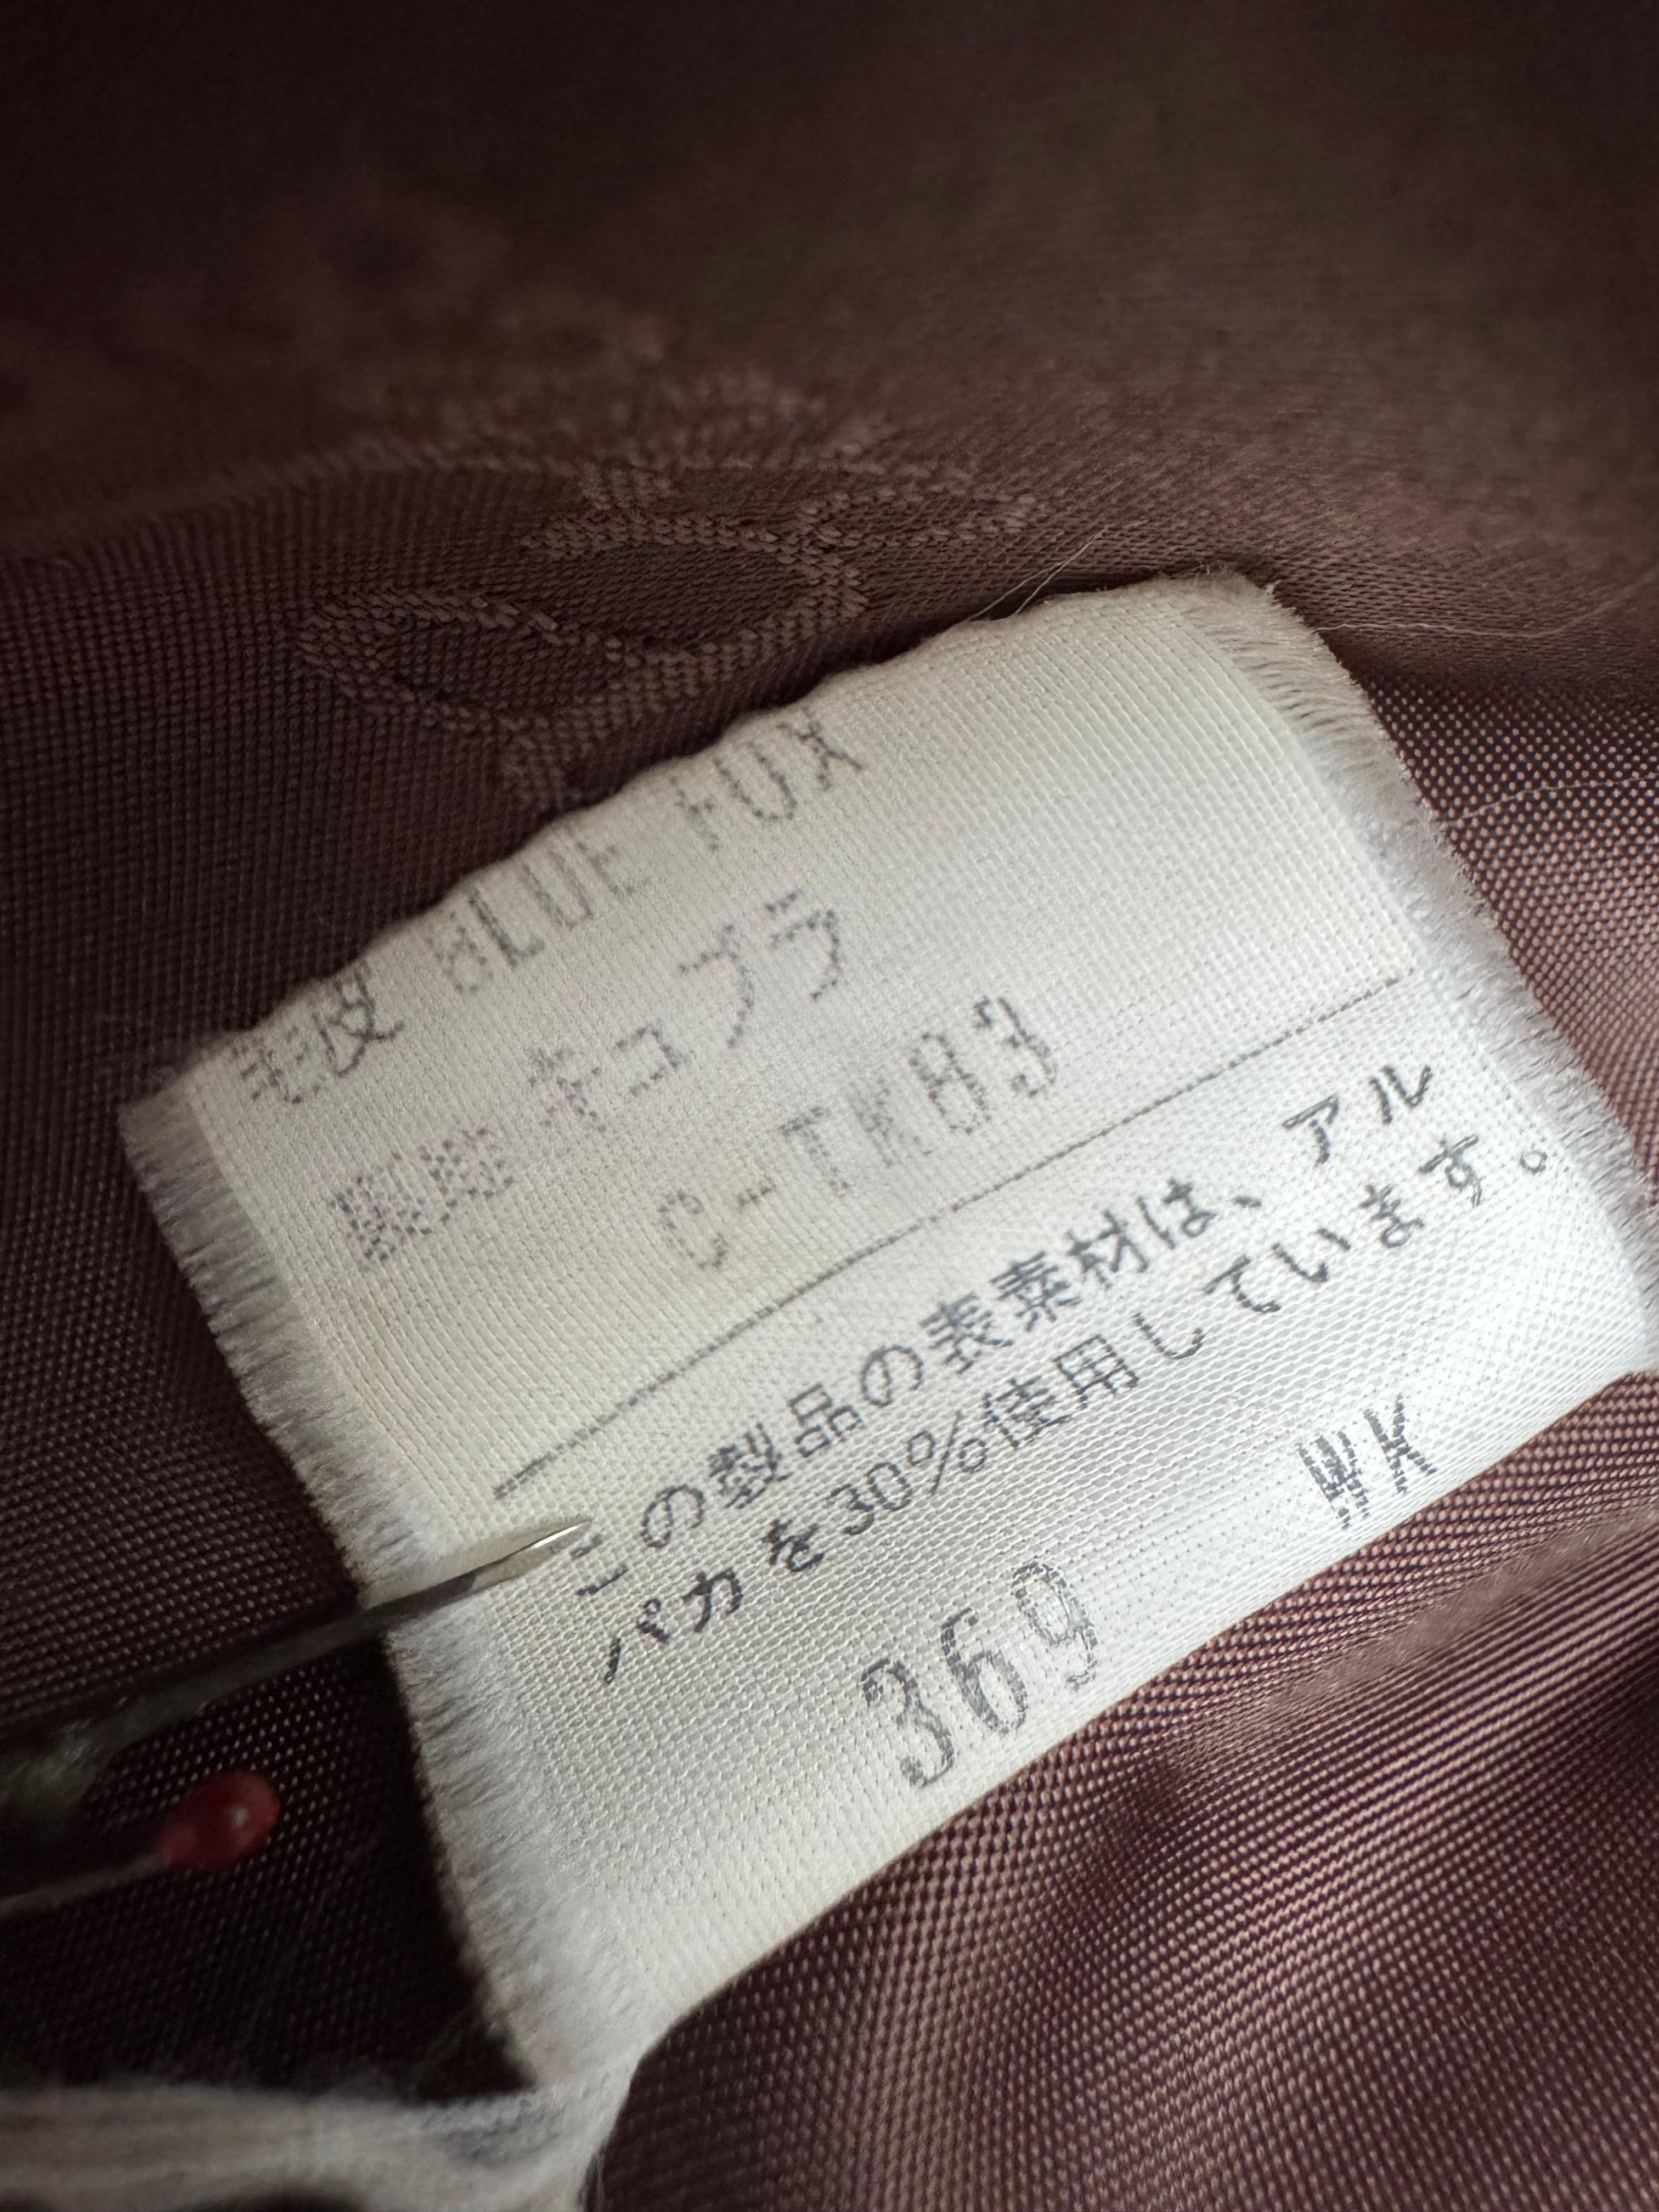 毛皮 BLUE FOX
裏地 キュプラ
C-TK83
この製品の表素材は、アル
パカを30%使用しています。
WK
369